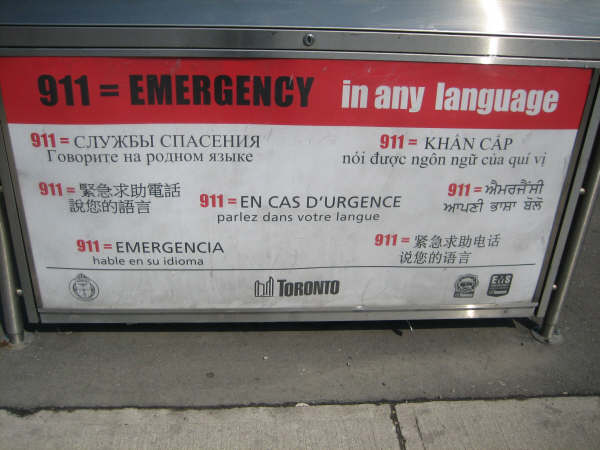 911 = EMERGENCY in any language
911 = СЛУЖБЫ СПАСЕНИЯ
Говорите на родном языке
911 = KHẨN CẤP
nói được ngôn ngữ của quí vị
911 = 緊急求助電話
說您的語言
911 = EN CAS D'URGENCE
parlez dans votre langue
911 = ਐਮਰਜੈਂਸੀ
ਆਪਣੀ ਭਾਸ਼ਾ ਬੋਲੋ
911 = EMERGENCIA
hable en su idioma
911 = 紧急求助电话
说您的语言
TORONTO